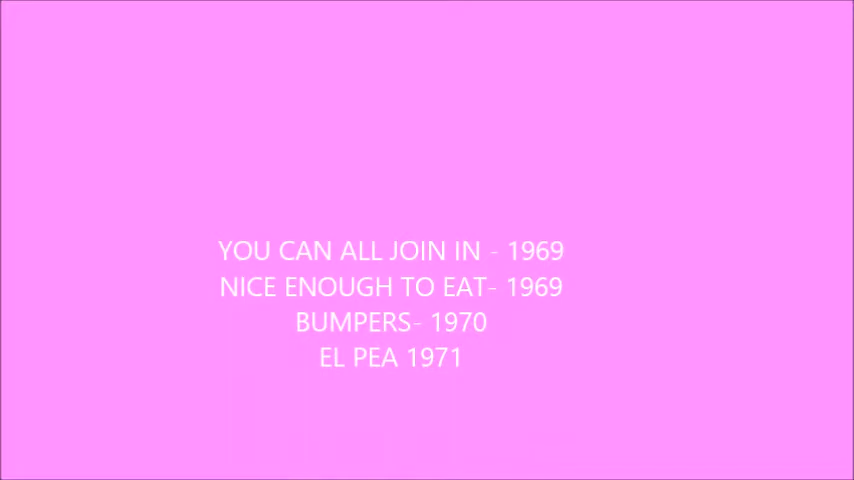 YOU CAN ALL JOIN IN - 1969
NICE ENOUGH TO EAT- 1969
BUMPERS- 1970
EL PEA 1971